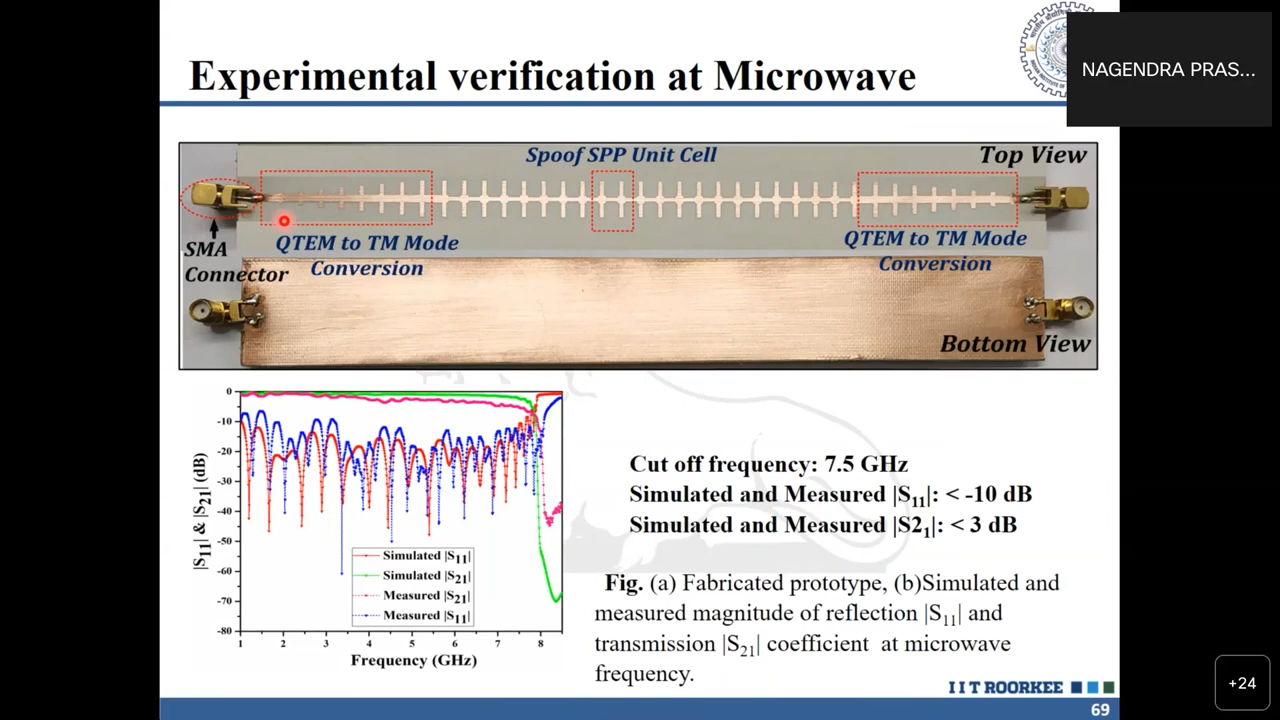 Experimental verification at Microwave
NAGENDRA PRAS...
Spoof SPP Unit Cell
Top View
SMA
Connector
QTEM to TM Mode
Conversion
QTEM to TM Mode
Conversion
Bottom View
|S11| & |S21| (dB)
0
-10
-20
-30
-40
-50
-60
-70
-80
Simulated |S11|
Simulated |S21|
Measured |S21|
Measured |S11|
1 2 3 4 5 6 7 8
Frequency (GHz)
Cut off frequency: 7.5 GHz
Simulated and Measured |S11|: < -10 dB
Simulated and Measured |S21|: < 3 dB
Fig. (a) Fabricated prototype, (b)Simulated and
measured magnitude of reflection |S11| and
transmission |S21| coefficient at microwave
frequency.
I I T ROORKEE
69
+24